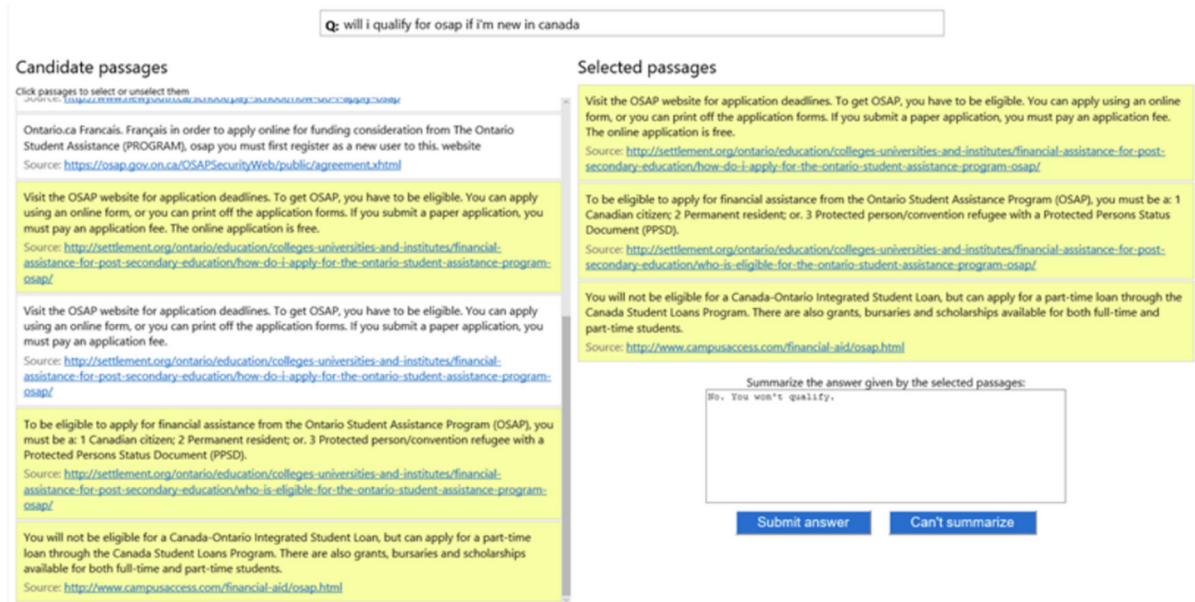 Q: will i qualify for osap if i'm new in canada
Candidate passages
Click passages to select or unselect them
Ontario.ca Francais. Français in order to apply online for funding consideration from The Ontario
Student Assistance (PROGRAM), osap you must first register as a new user to this. website
Source: https://osap.gov.on.ca/OSAPSecurityWeb/public/agreement.xhtml
Visit the OSAP website for application deadlines. To get OSAP, you have to be eligible. You can apply
using an online form, or you can print off the application forms. If you submit a paper application, you
must pay an application fee. The online application is free.
Source: http://settlement.org/ontario/education/colleges-universities-and-institutes/financial-
assistance-for-post-secondary-education/how-do-i-apply-for-the-ontario-student-assistance-program-
osap/
Visit the OSAP website for application deadlines. To get OSAP, you have to be eligible. You can apply
using an online form, or you can print off the application forms. If you submit a paper application, you
must pay an application fee.
Source: http://settlement.org/ontario/education/colleges-universities-and-institutes/financial-
assistance-for-post-secondary-education/how-do-i-apply-for-the-ontario-student-assistance-program-
osap/
To be eligible to apply for financial assistance from the Ontario Student Assistance Program (OSAP), you
must be a: 1 Canadian citizen; 2 Permanent resident; or. 3 Protected person/convention refugee with a
Protected Persons Status Document (PPSD).
Source: http://settlement.org/ontario/education/colleges-universities-and-institutes/financial-
assistance-for-post-secondary-education/who-is-eligible-for-the-ontario-student-assistance-program-
osap/
You will not be eligible for a Canada-Ontario Integrated Student Loan, but can apply for a part-time
loan through the Canada Student Loans Program. There are also grants, bursaries and scholarships
available for both full-time and part-time students.
Source: http://www.campusaccess.com/financial-aid/osap.html
Selected passages
Visit the OSAP website for application deadlines. To get OSAP, you have to be eligible. You can apply using an online
form, or you can print off the application forms. If you submit a paper application, you must pay an application fee.
The online application is free.
Source: http://settlement.org/ontario/education/colleges-universities-and-institutes/financial-assistance-for-post-
secondary-education/how-do-i-apply-for-the-ontario-student-assistance-program-osap/
To be eligible to apply for financial assistance from the Ontario Student Assistance Program (OSAP), you must be a: 1
Canadian citizen; 2 Permanent resident; or. 3 Protected person/convention refugee with a Protected Persons Status
Document (PPSD).
Source: http://settlement.org/ontario/education/colleges-universities-and-institutes/financial-assistance-for-post-
secondary-education/who-is-eligible-for-the-ontario-student-assistance-program-osap/
You will not be eligible for a Canada-Ontario Integrated Student Loan, but can apply for a part-time loan through the
Canada Student Loans Program. There are also grants, bursaries and scholarships available for both full-time and
part-time students.
Source: http://www.campusaccess.com/financial-aid/osap.html
Summarize the answer given by the selected passages:
No. You won't qualify.
Submit answer
Can't summarize